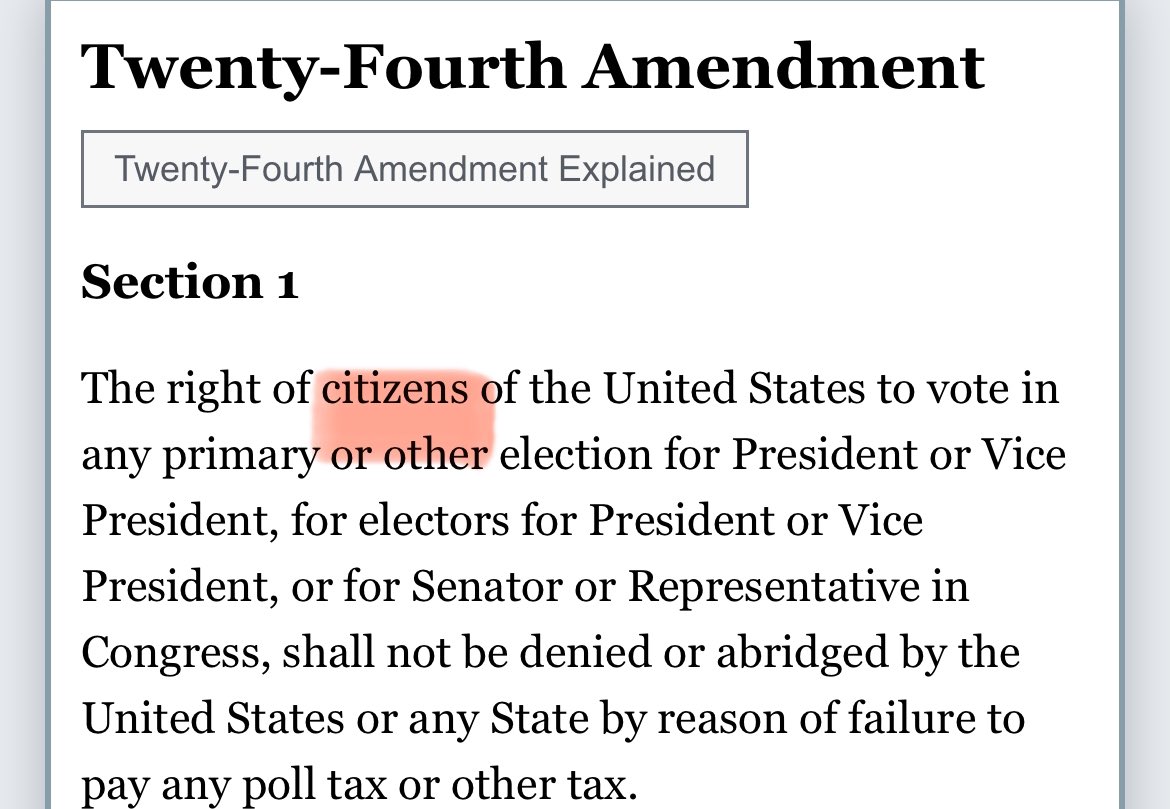 Twenty-Fourth Amendment
Twenty-Fourth Amendment Explained
Section 1
The right of citizens of the United States to vote in
any primary or other election for President or Vice
President, for electors for President or Vice
President, or for Senator or Representative in
Congress, shall not be denied or abridged by the
United States or any State by reason of failure to
pay any poll tax or other tax.